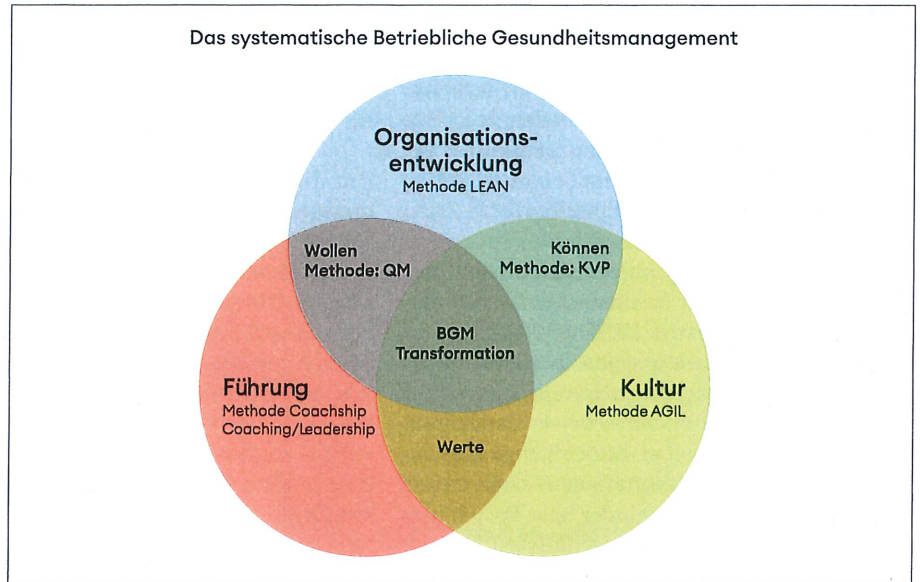 Das systematische Betriebliche Gesundheitsmanagement
Organisations-
entwicklung
Methode LEAN
Wollen
Methode: QM
Können
Methode: KVP
BGM
Transformation
Führung
Methode Coachship
Coaching/Leadership
Kultur
Methode AGIL
Werte